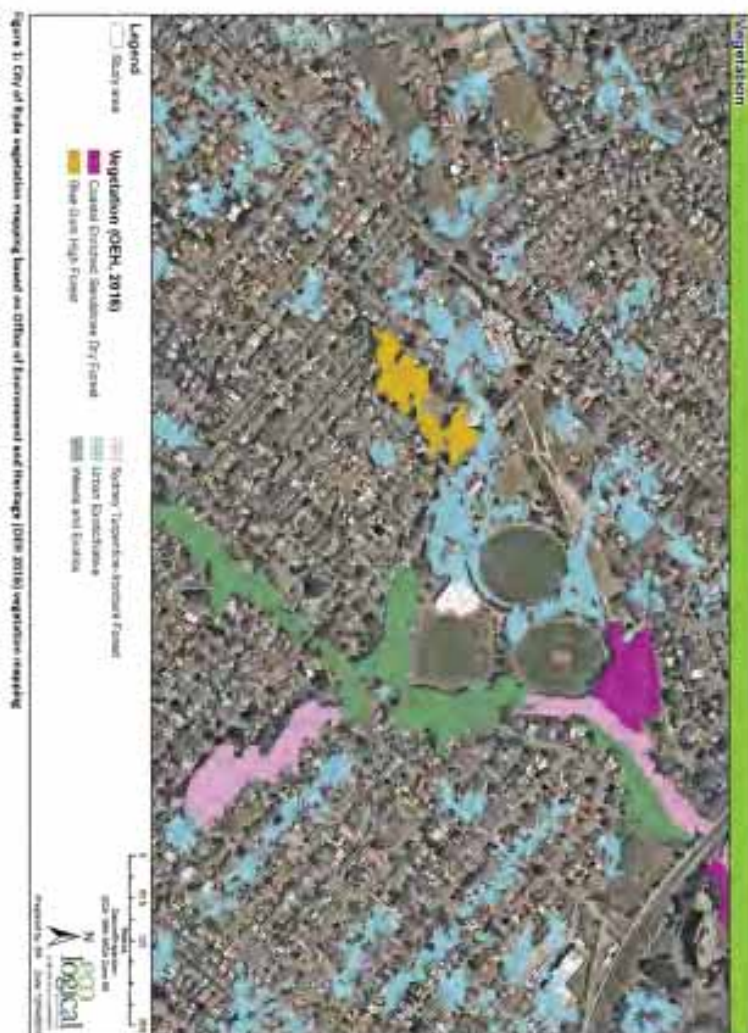 Vegetation
Legend
Study area
Vegetation (OEH, 2016)
Coastal Enriched Sandstone Dry Forest
Blue Gum High Forest
Sydney Turpentine-Ironbark Forest
Urban Exotic/Native
Weeds and Exotics
N
eco
logical
Figure 1: City of Ryde vegetation mapping based on Office of Environment and Heritage (OEH 2016) vegetation mapping